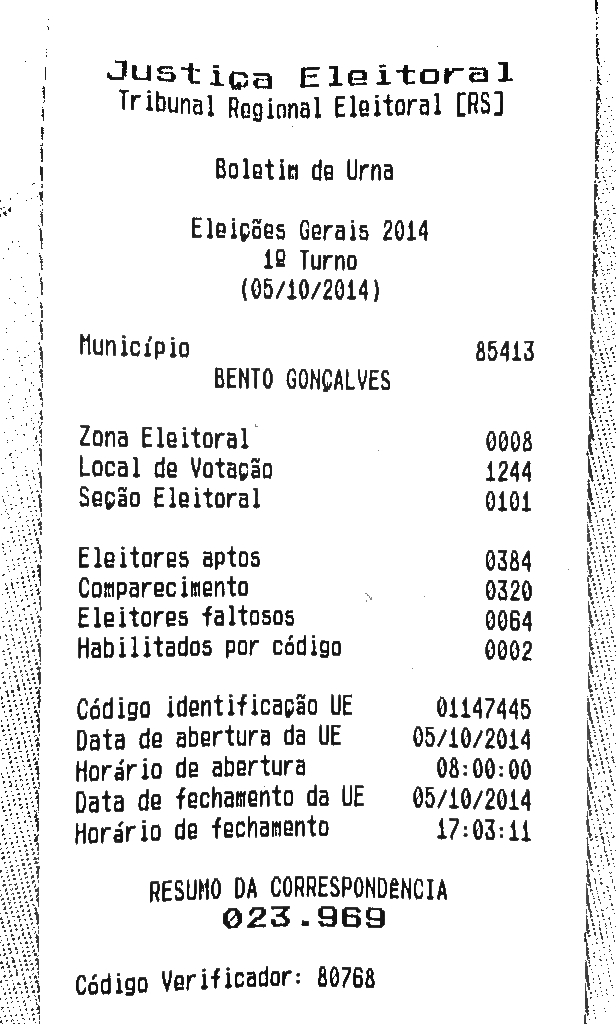 Justiça Eleitoral
Tribunal Regional Eleitoral [RS]
Boletim de Urna
Eleições Gerais 2014
1º Turno
(05/10/2014)
Município 85413
BENTO GONÇALVES
Zona Eleitoral 0008
Local de Votação 1244
Seção Eleitoral 0101
Eleitores aptos 0384
Comparecimento 0320
Eleitores faltosos 0064
Habilitados por código 0002
Código identificação UE 01147445
Data de abertura da UE 05/10/2014
Horário de abertura 08:00:00
Data de fechamento da UE 05/10/2014
Horário de fechamento 17:03:11
RESUMO DA CORRESPONDêNCIA
023.969
Código Verificador: 80768